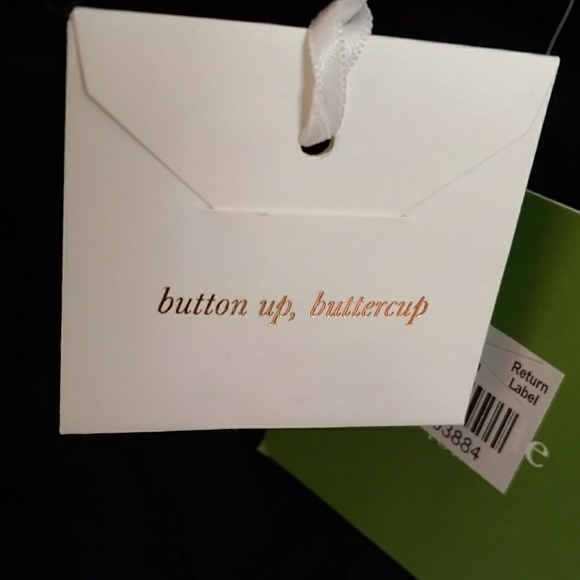 button up, buttercup
Return
Label
3884
e